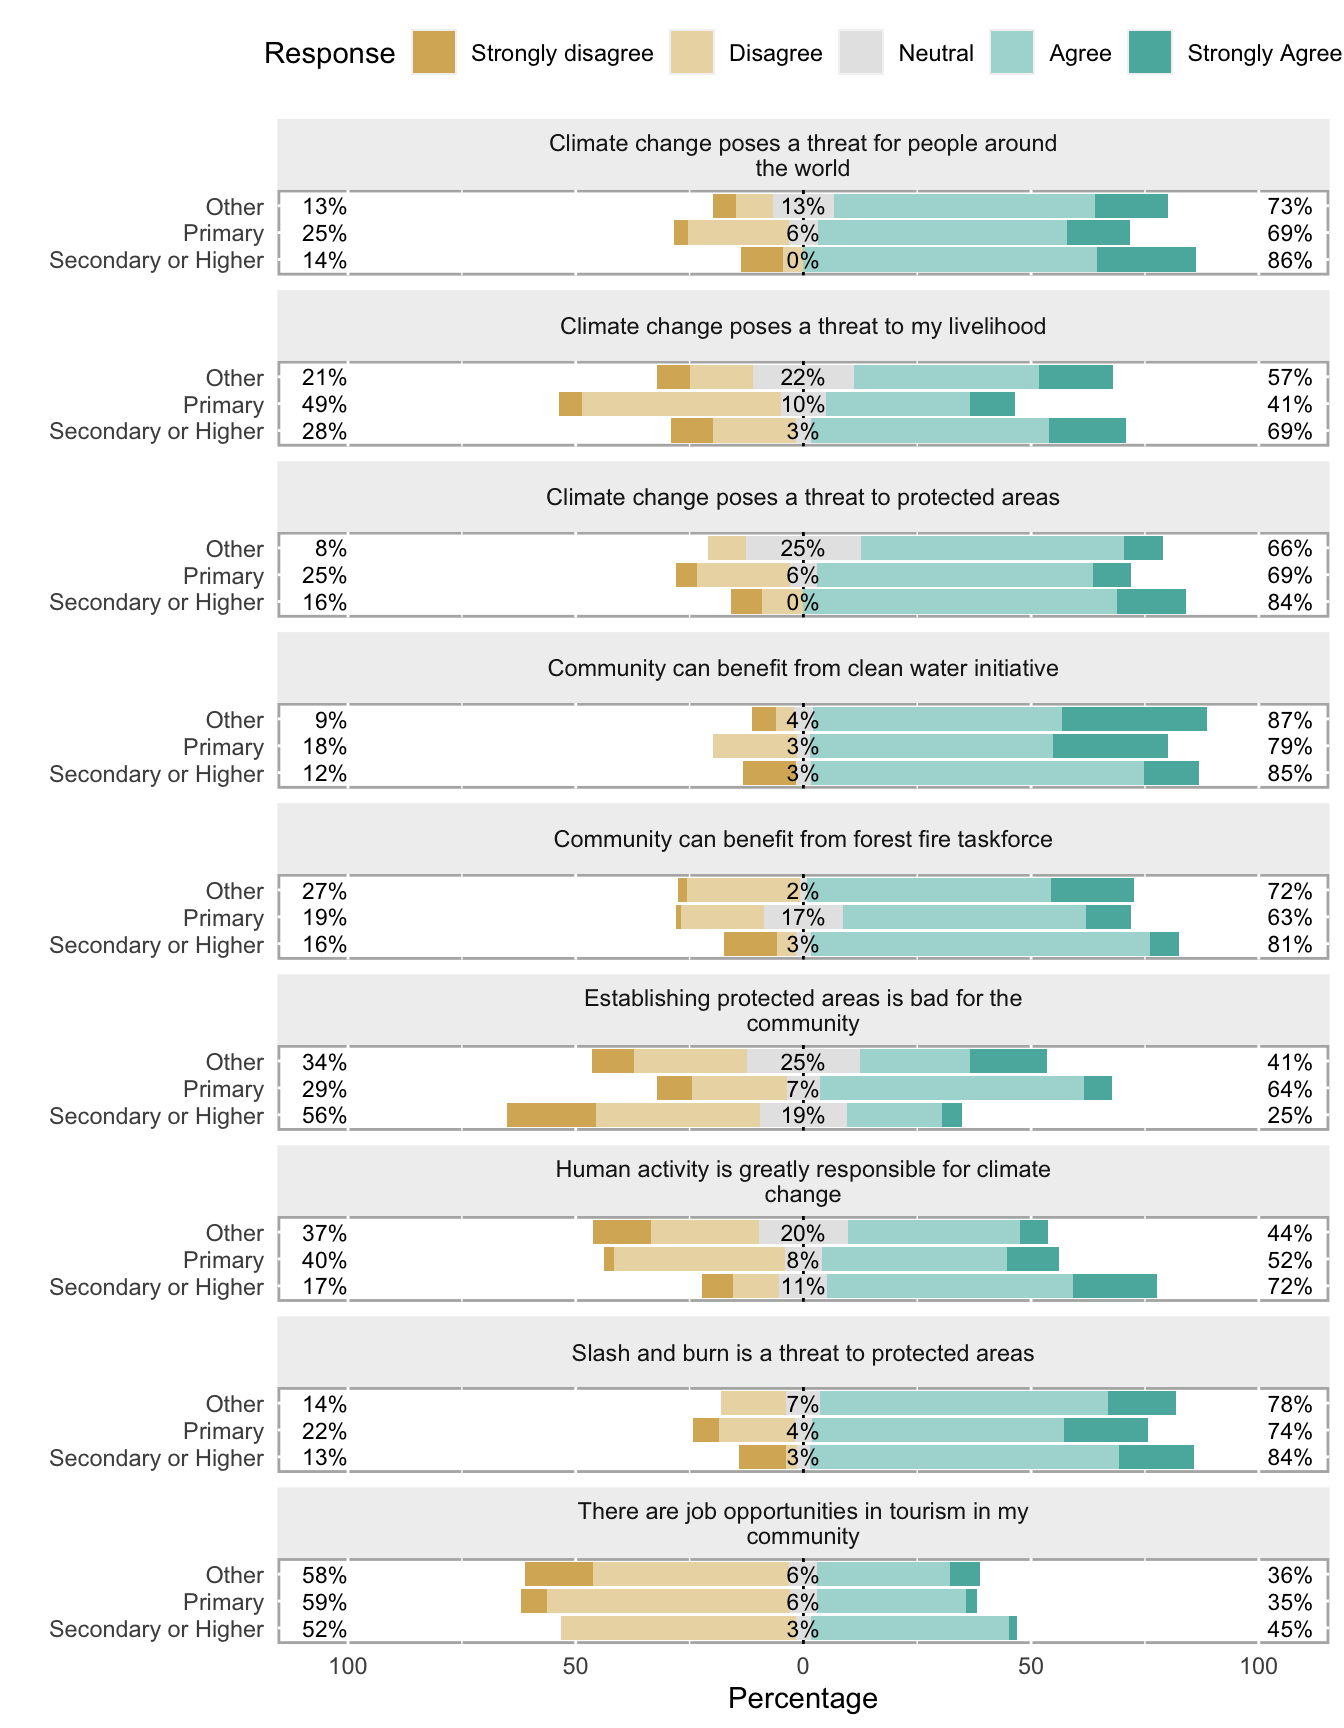 Response Strongly disagree Disagree Neutral Agree Strongly Agree
Climate change poses a threat for people around
the world
Other 13% 13% 73%
Primary 25% 6% 69%
Secondary or Higher 14% 0% 86%
Climate change poses a threat to my livelihood
Other 21% 22% 57%
Primary 49% 10% 41%
Secondary or Higher 28% 3% 69%
Climate change poses a threat to protected areas
Other 8% 25% 66%
Primary 25% 6% 69%
Secondary or Higher 16% 0% 84%
Community can benefit from clean water initiative
Other 9% 4% 87%
Primary 18% 3% 79%
Secondary or Higher 12% 3% 85%
Community can benefit from forest fire taskforce
Other 27% 2% 72%
Primary 19% 17% 63%
Secondary or Higher 16% 3% 81%
Establishing protected areas is bad for the
community
Other 34% 25% 41%
Primary 29% 7% 64%
Secondary or Higher 56% 19% 25%
Human activity is greatly responsible for climate
change
Other 37% 20% 44%
Primary 40% 8% 52%
Secondary or Higher 17% 11% 72%
Slash and burn is a threat to protected areas
Other 14% 7% 78%
Primary 22% 4% 74%
Secondary or Higher 13% 3% 84%
There are job opportunities in tourism in my
community
Other 58% 6% 36%
Primary 59% 6% 35%
Secondary or Higher 52% 3% 45%
100 50 0 50 100
Percentage